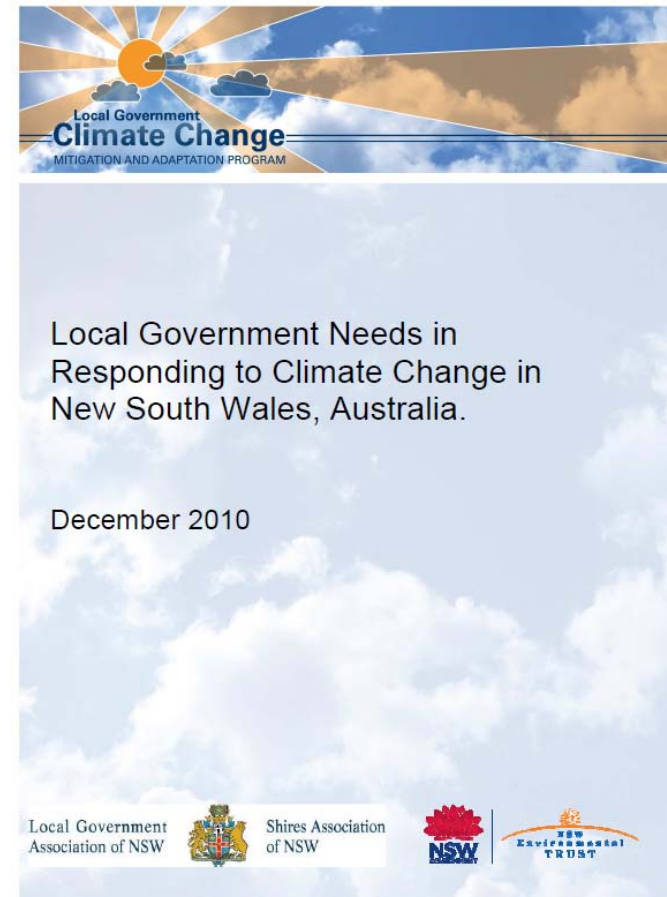 Local Government
Climate Change
MITIGATION AND ADAPTATION PROGRAM
Local Government Needs in
Responding to Climate Change in
New South Wales, Australia.
December 2010
Local Government
Association of NSW
Shires Association
of NSW
NSW
GOVERNMENT
NSW
Environmental
TRUST